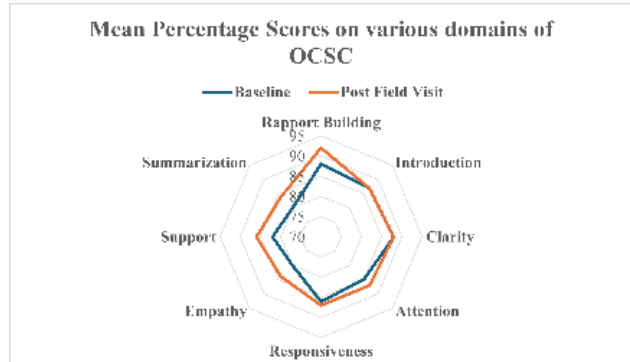 Mean Percentage Scores on various domains of
OCSC
Baseline Post Field Visit
Rapport Building
95
Summarization 90 Introduction
85
80
75
Support 70 Clarity
Empathy Attention
Responsiveness